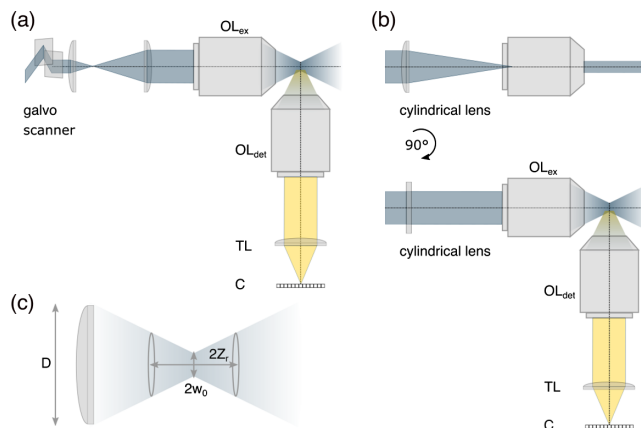 (a)
OLex
galvo
scanner
OLdet
TL
C
(b)
cylindrical lens
90°
OLex
cylindrical lens
OLdet
TL
C
(c)
D
2Zr
2w0